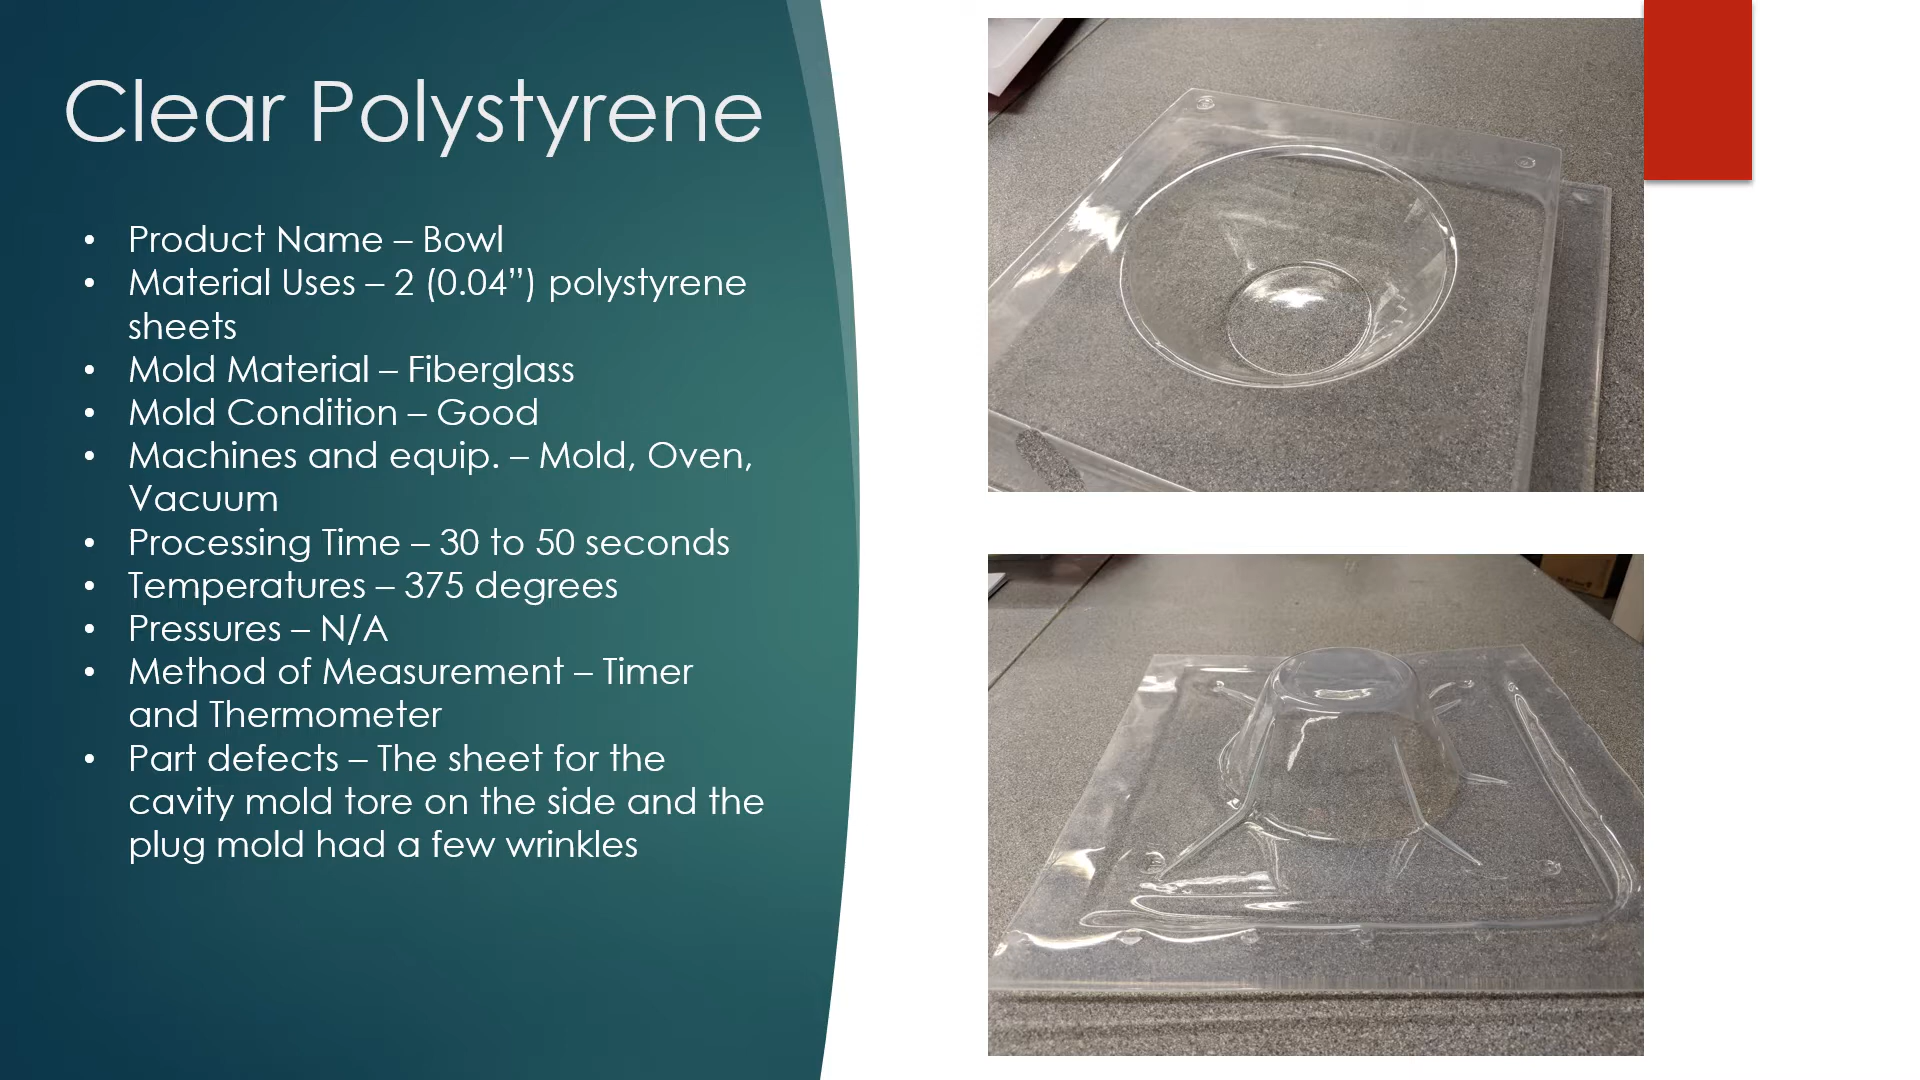 Clear Polystyrene
• Product Name – Bowl
• Material Uses – 2 (0.04”) polystyrene
sheets
• Mold Material – Fiberglass
• Mold Condition – Good
• Machines and equip. – Mold, Oven,
Vacuum
• Processing Time – 30 to 50 seconds
• Temperatures – 375 degrees
• Pressures – N/A
• Method of Measurement – Timer
and Thermometer
• Part defects – The sheet for the
cavity mold tore on the side and the
plug mold had a few wrinkles